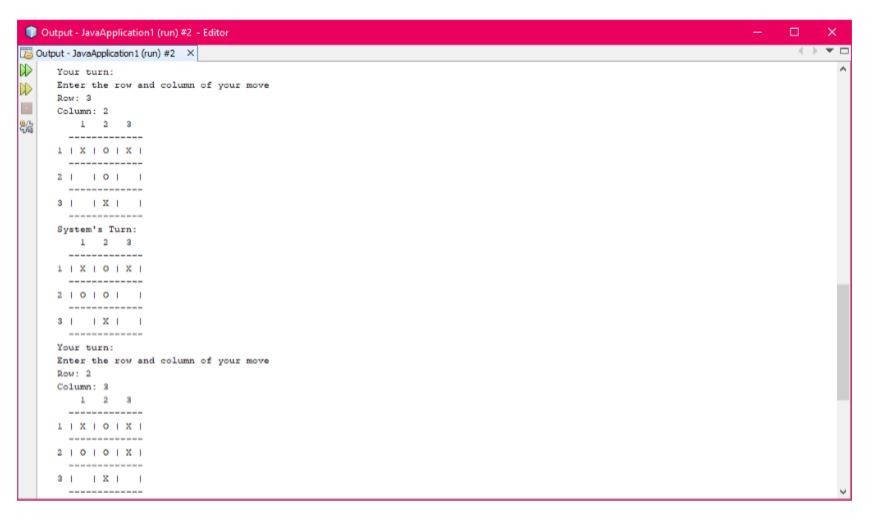 Output - JavaApplication1 (run) #2 - Editor
Output - JavaApplication1 (run) #2 ×
Your turn:
Enter the row and column of your move
Row: 3
Column: 2
1 2 3
-------------
1 | X | O | X |
-------------
2 |   | O |   |
-------------
3 |   | X |   |
-------------
System's Turn:
1 2 3
-------------
1 | X | O | X |
-------------
2 | O | O |   |
-------------
3 |   | X |   |
-------------
Your turn:
Enter the row and column of your move
Row: 2
Column: 3
1 2 3
-------------
1 | X | O | X |
-------------
2 | O | O | X |
-------------
3 |   | X |   |
-------------